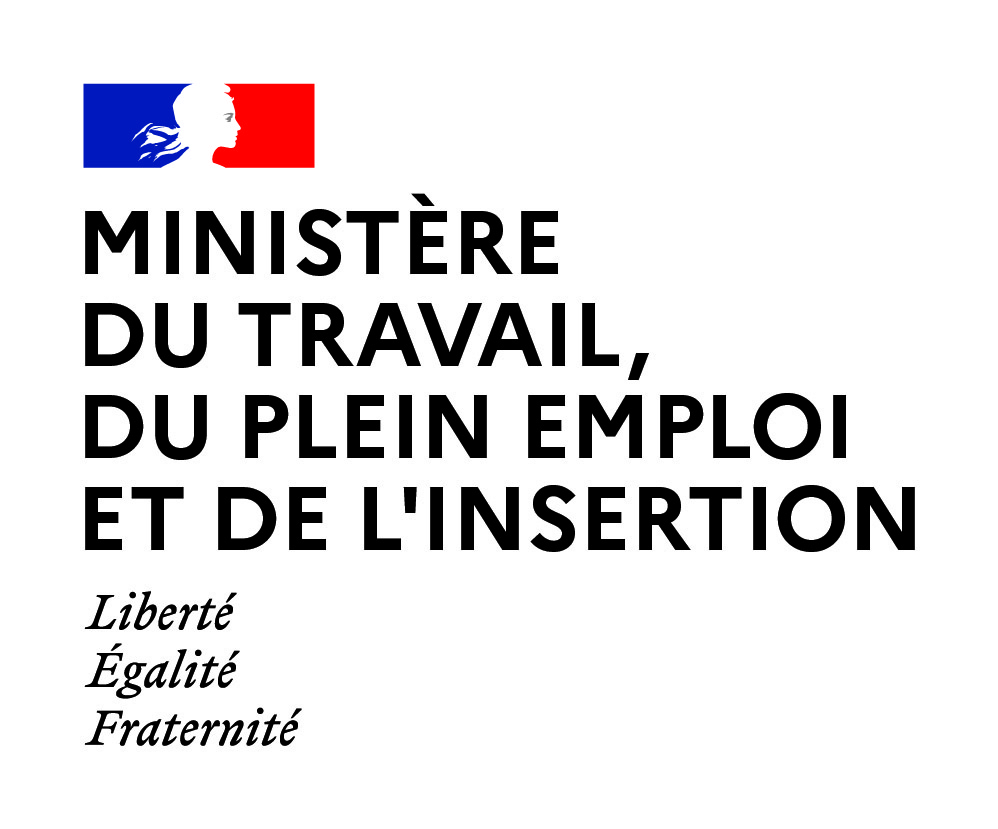 MINISTÈRE
DU TRAVAIL,
DU PLEIN EMPLOI
ET DE L'INSERTION
Liberté
Égalité
Fraternité